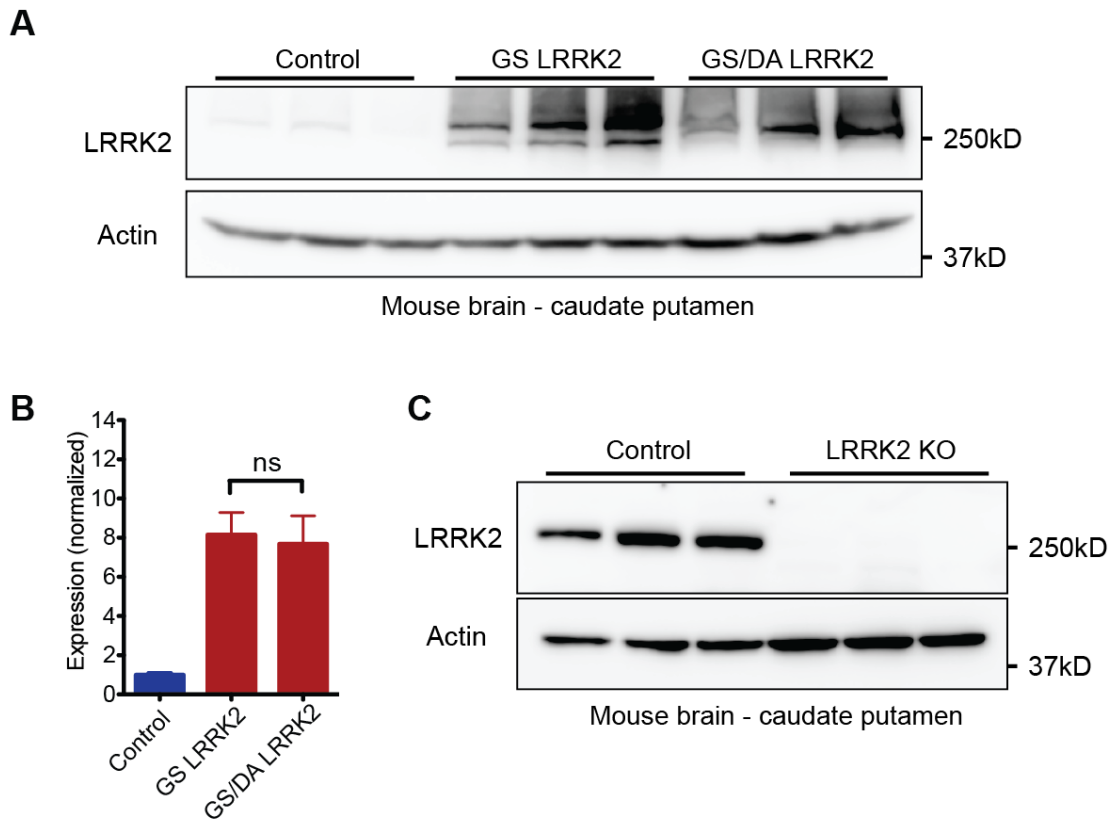 A
Control GS LRRK2 GS/DA LRRK2
LRRK2 250kD
Actin 37kD
Mouse brain - caudate putamen
B
Expression (normalized)
14
12
10
8
6
4
2
0
ns
Control
GS LRRK2
GS/DA LRRK2
C
Control LRRK2 KO
LRRK2 250kD
Actin 37kD
Mouse brain - caudate putamen